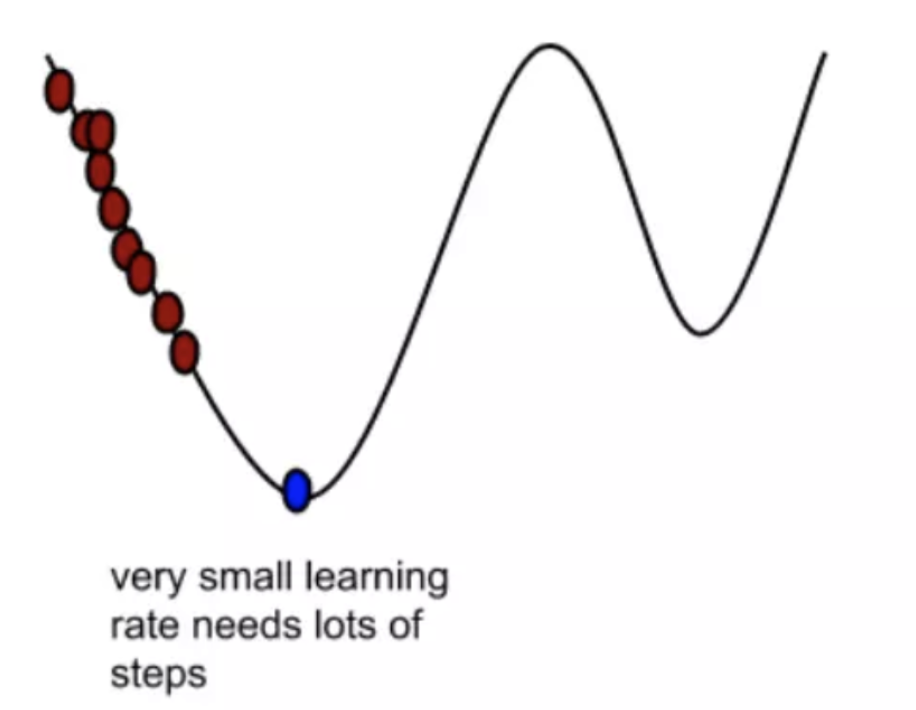 very small learning
rate needs lots of
steps